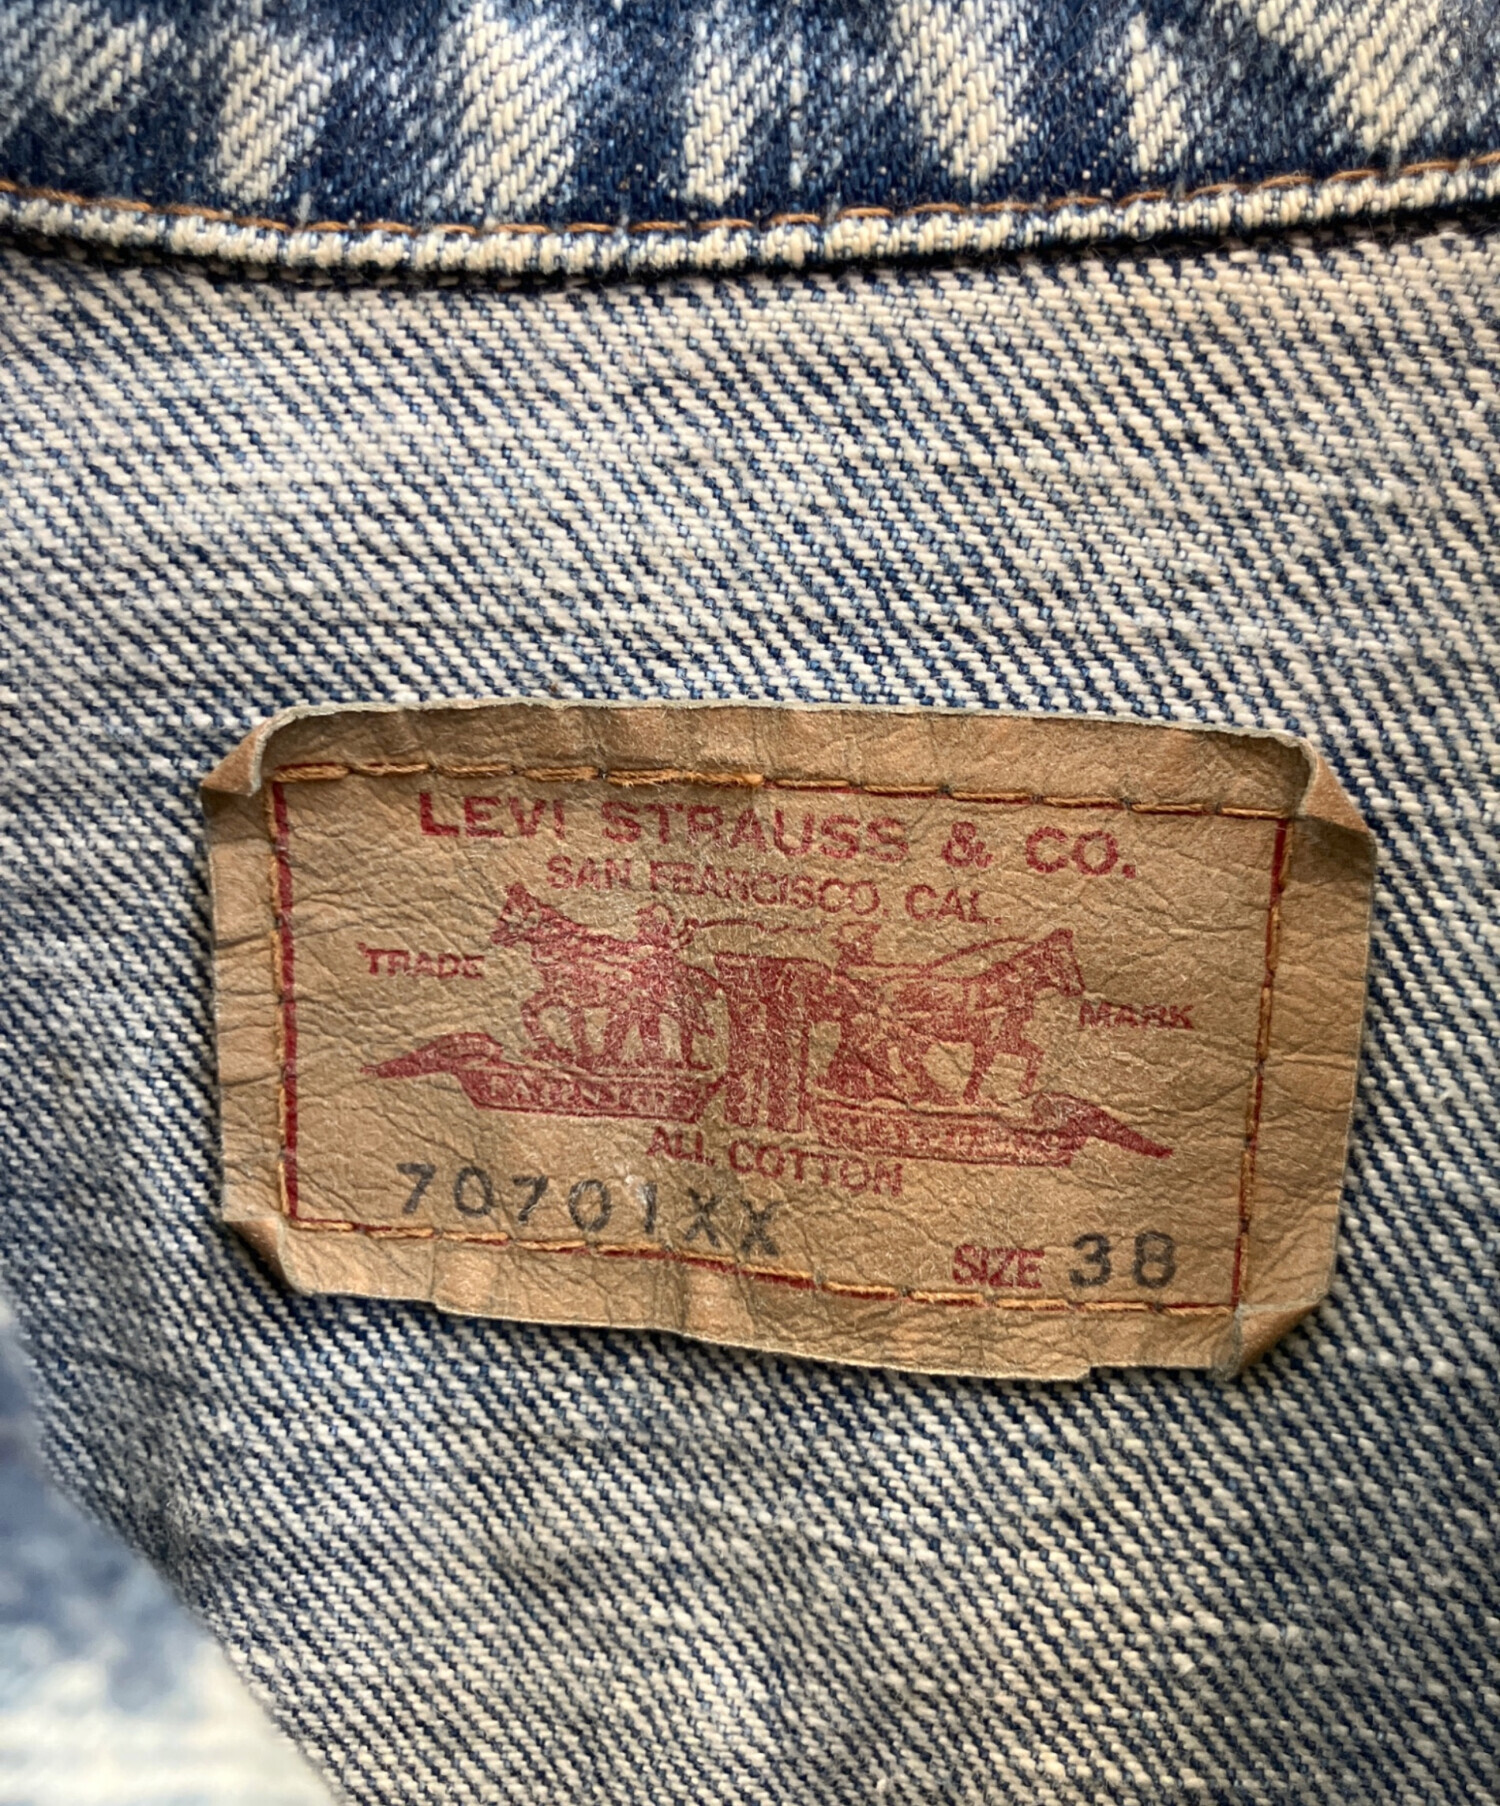 LEVI STRAUSS & CO.
SAN FRANCISCO, CAL.
TRADE MARK
ALL COTTON
70701XX
SIZE 38